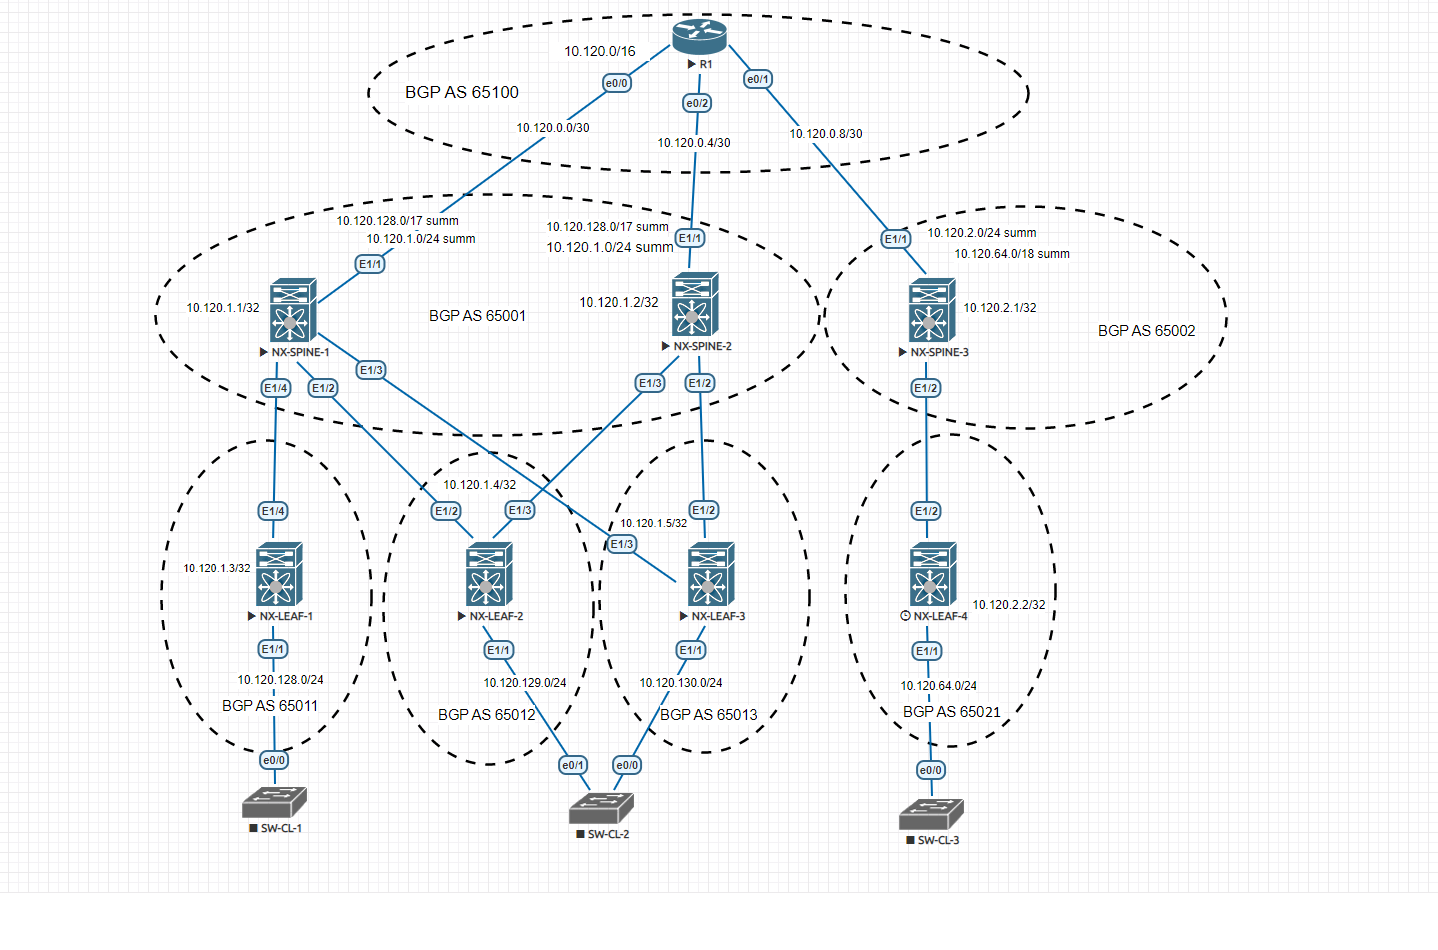 R1
10.120.0/16
e0/0
e0/1
BGP AS 65100
e0/2
10.120.0.0/30
10.120.0.4/30
10.120.0.8/30
10.120.128.0/17 summ
10.120.1.0/24 summ
10.120.128.0/17 summ
10.120.1.0/24 summ
E1/1
E1/1
E1/1
10.120.2.0/24 summ
10.120.64.0/18 summ
10.120.1.1/32
10.120.1.2/32
10.120.2.1/32
BGP AS 65001
BGP AS 65002
NX-SPINE-1
NX-SPINE-2
NX-SPINE-3
E1/4
E1/2
E1/3
E1/3
E1/2
E1/2
10.120.1.4/32
E1/4
E1/2
E1/3
10.120.1.5/32
E1/3
E1/2
E1/2
10.120.1.3/32
10.120.2.2/32
NX-LEAF-1
NX-LEAF-2
NX-LEAF-3
NX-LEAF-4
E1/1
E1/1
E1/1
E1/1
10.120.128.0/24
10.120.129.0/24
10.120.130.0/24
10.120.64.0/24
BGP AS 65011
BGP AS 65012
BGP AS 65013
BGP AS 65021
e0/0
e0/1
e0/0
e0/0
SW-CL-1
SW-CL-2
SW-CL-3